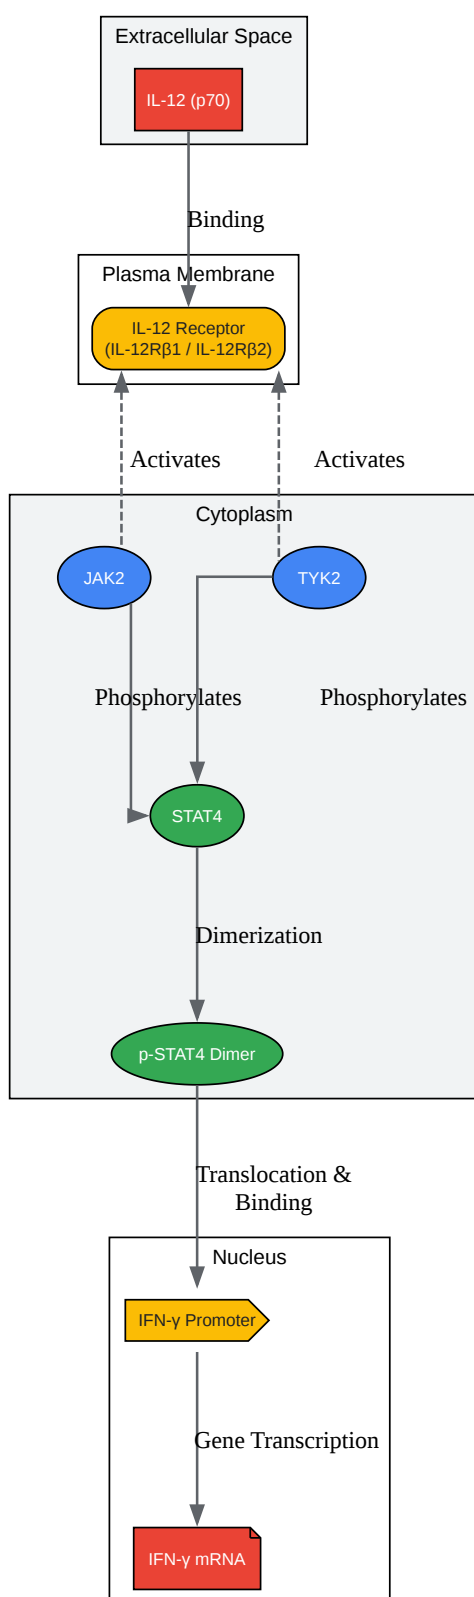 Extracellular Space
IL-12 (p70)
Binding
Plasma Membrane
IL-12 Receptor
(IL-12Rβ1 / IL-12Rβ2)
Activates
Activates
Cytoplasm
JAK2
TYK2
Phosphorylates
Phosphorylates
STAT4
Dimerization
p-STAT4 Dimer
Translocation &
Binding
Nucleus
IFN-γ Promoter
Gene Transcription
IFN-γ mRNA